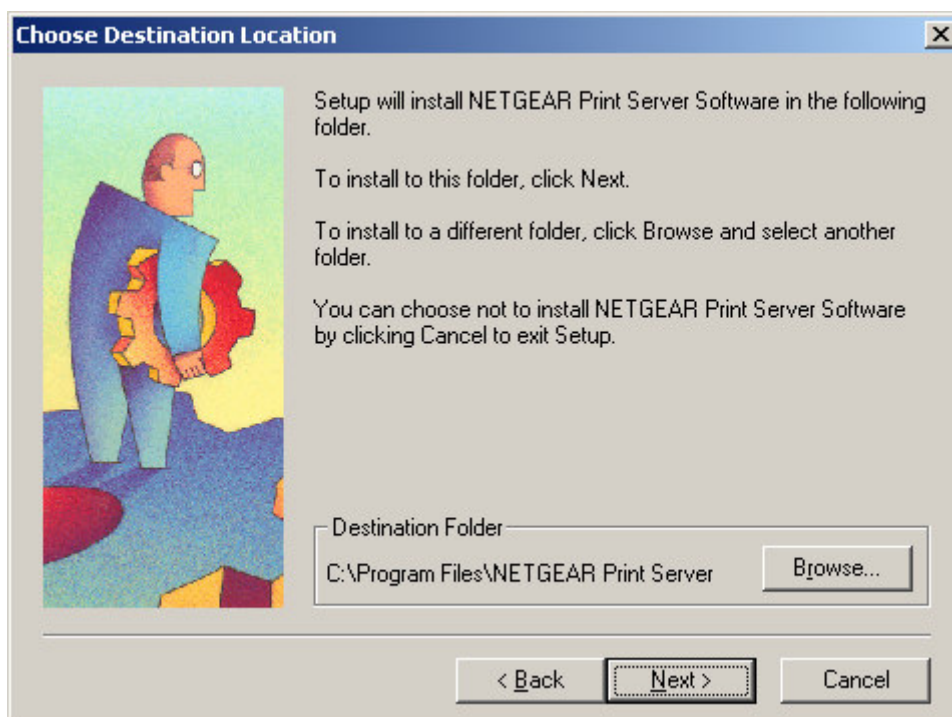 Choose Destination Location
Setup will install NETGEAR Print Server Software in the following
folder.
To install to this folder, click Next.
To install to a different folder, click Browse and select another
folder.
You can choose not to install NETGEAR Print Server Software
by clicking Cancel to exit Setup.
Destination Folder
C:\Program Files\NETGEAR Print Server
Browse...
< Back
Next >
Cancel